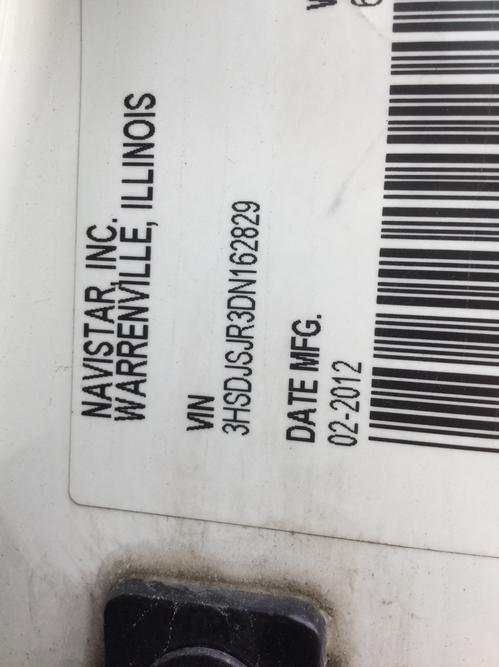 NAVISTAR, INC.
WARRENVILLE, ILLINOIS
VIN
3HSDJSJR3DN162829
DATE MFG.
02-2012